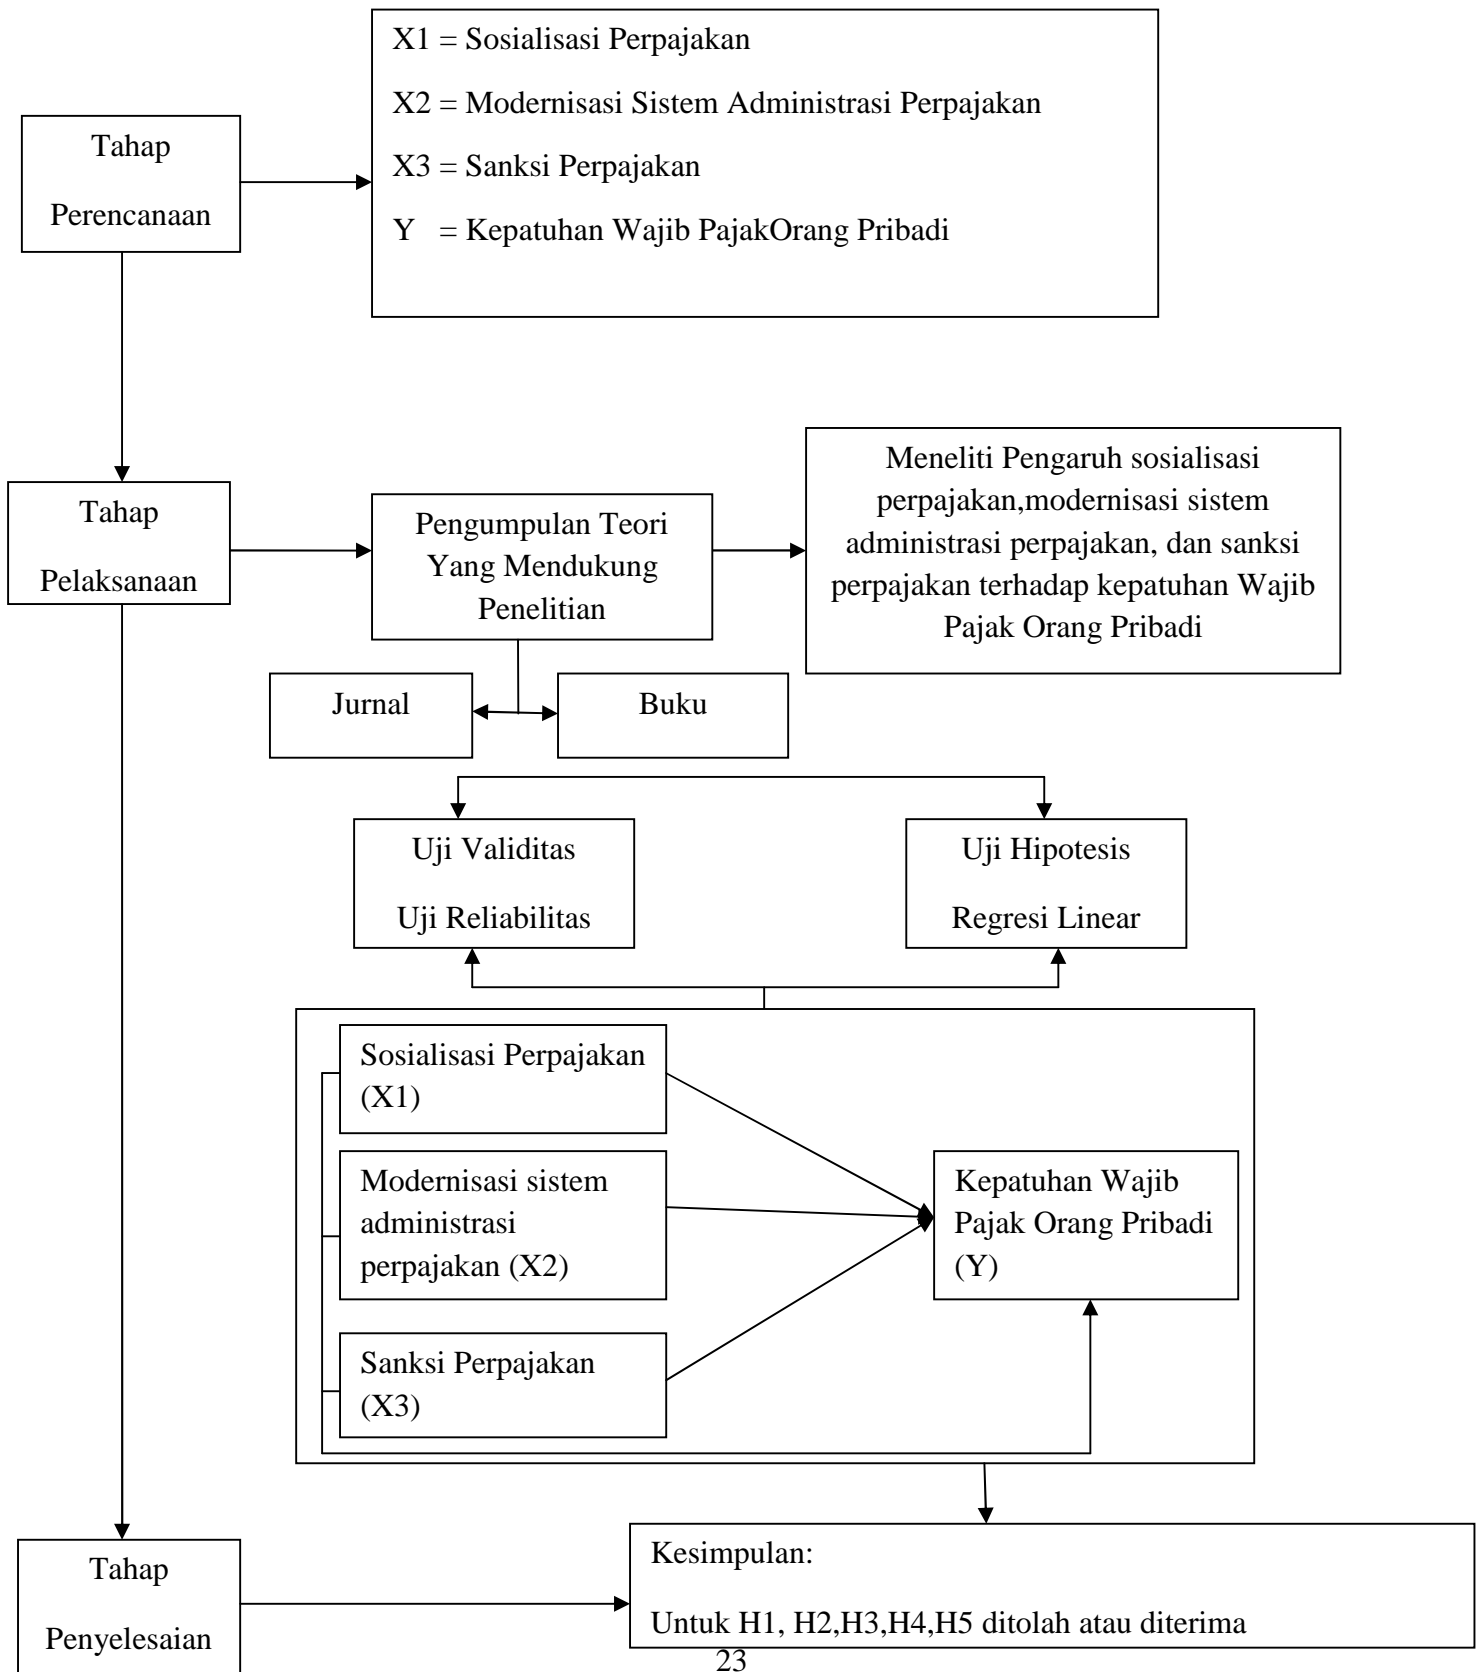 X1 = Sosialisasi Perpajakan
X2 = Modernisasi Sistem Administrasi Perpajakan
X3 = Sanksi Perpajakan
Y = Kepatuhan Wajib PajakOrang Pribadi
Tahap
Perencanaan
Tahap
Pelaksanaan
Pengumpulan Teori
Yang Mendukung
Penelitian
Meneliti Pengaruh sosialisasi
perpajakan,modernisasi sistem
administrasi perpajakan, dan sanksi
perpajakan terhadap kepatuhan Wajib
Pajak Orang Pribadi
Jurnal
Buku
Uji Validitas
Uji Reliabilitas
Uji Hipotesis
Regresi Linear
Sosialisasi Perpajakan
(X1)
Modernisasi sistem
administrasi
perpajakan (X2)
Sanksi Perpajakan
(X3)
Kepatuhan Wajib
Pajak Orang Pribadi
(Y)
Tahap
Penyelesaian
Kesimpulan:
Untuk H1, H2,H3,H4,H5 ditolah atau diterima
23